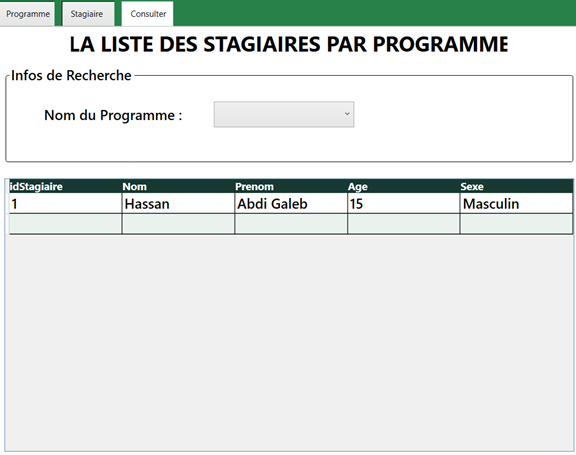 Programme Stagiaire Consulter
LA LISTE DES STAGIAIRES PAR PROGRAMME
Infos de Recherche
Nom du Programme :
idStagiaire Nom Prenom Age Sexe
1 Hassan Abdi Galeb 15 Masculin